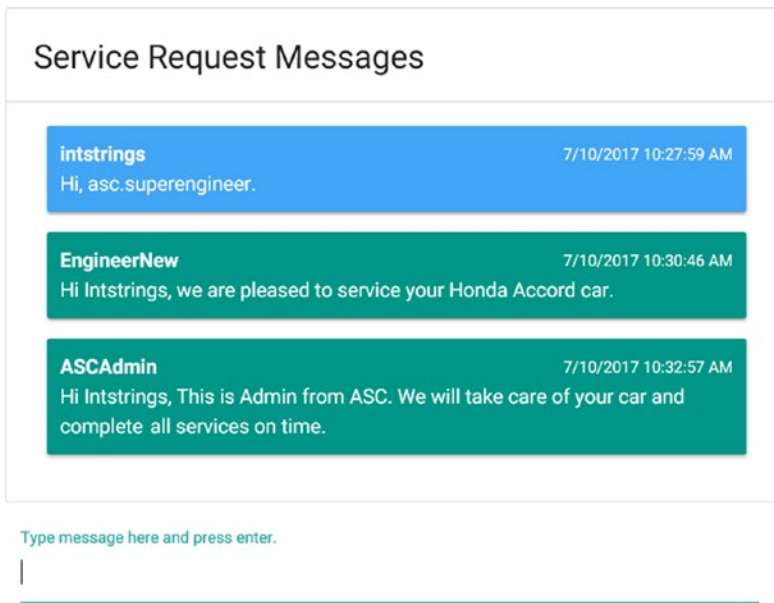 Service Request Messages
intstrings 7/10/2017 10:27:59 AM
Hi, asc.superengineer.
EngineerNew 7/10/2017 10:30:46 AM
Hi Intstrings, we are pleased to service your Honda Accord car.
ASCAdmin 7/10/2017 10:32:57 AM
Hi Intstrings, This is Admin from ASC. We will take care of your car and
complete all services on time.
Type message here and press enter.